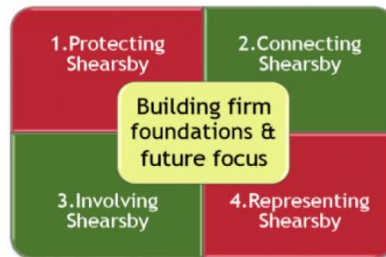 1.Protecting
Shearsby
2.Connecting
Shearsby
Building firm
foundations &
future focus
3.Involving
Shearsby
4.Representing
Shearsby